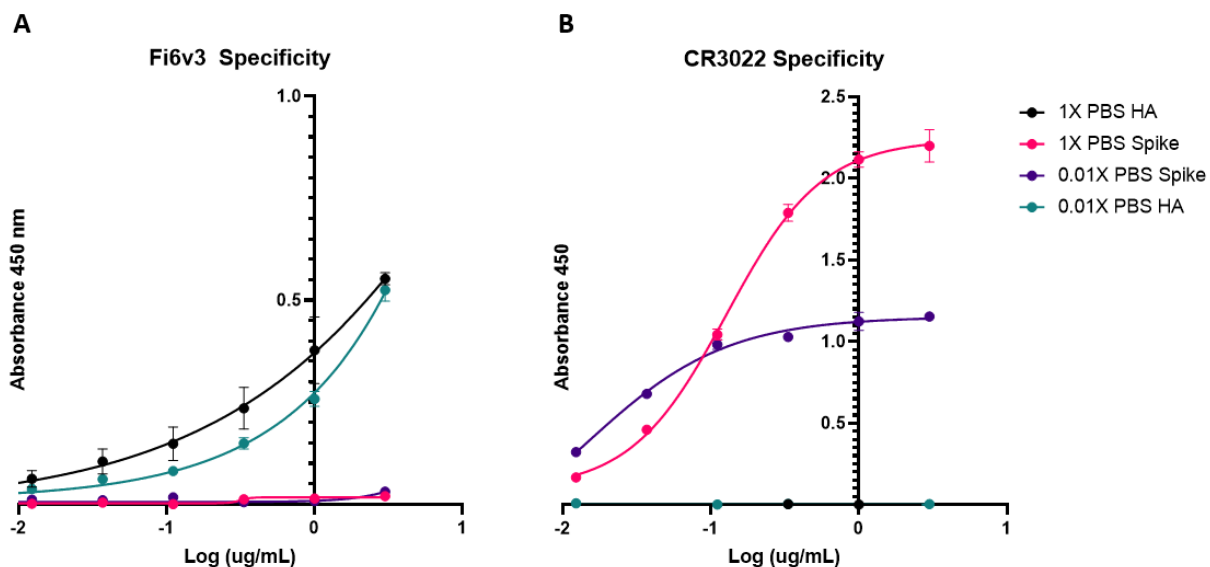 A
B
Fi6v3 Specificity
CR3022 Specificity
1X PBS HA
1X PBS Spike
0.01X PBS Spike
0.01X PBS HA
Absorbance 450 nm
1.0
0.5
-2
-1
0
1
Log (ug/mL)
Absorbance 450
2.5
2.0
1.5
1.0
0.5
-2
-1
0
1
Log (ug/mL)